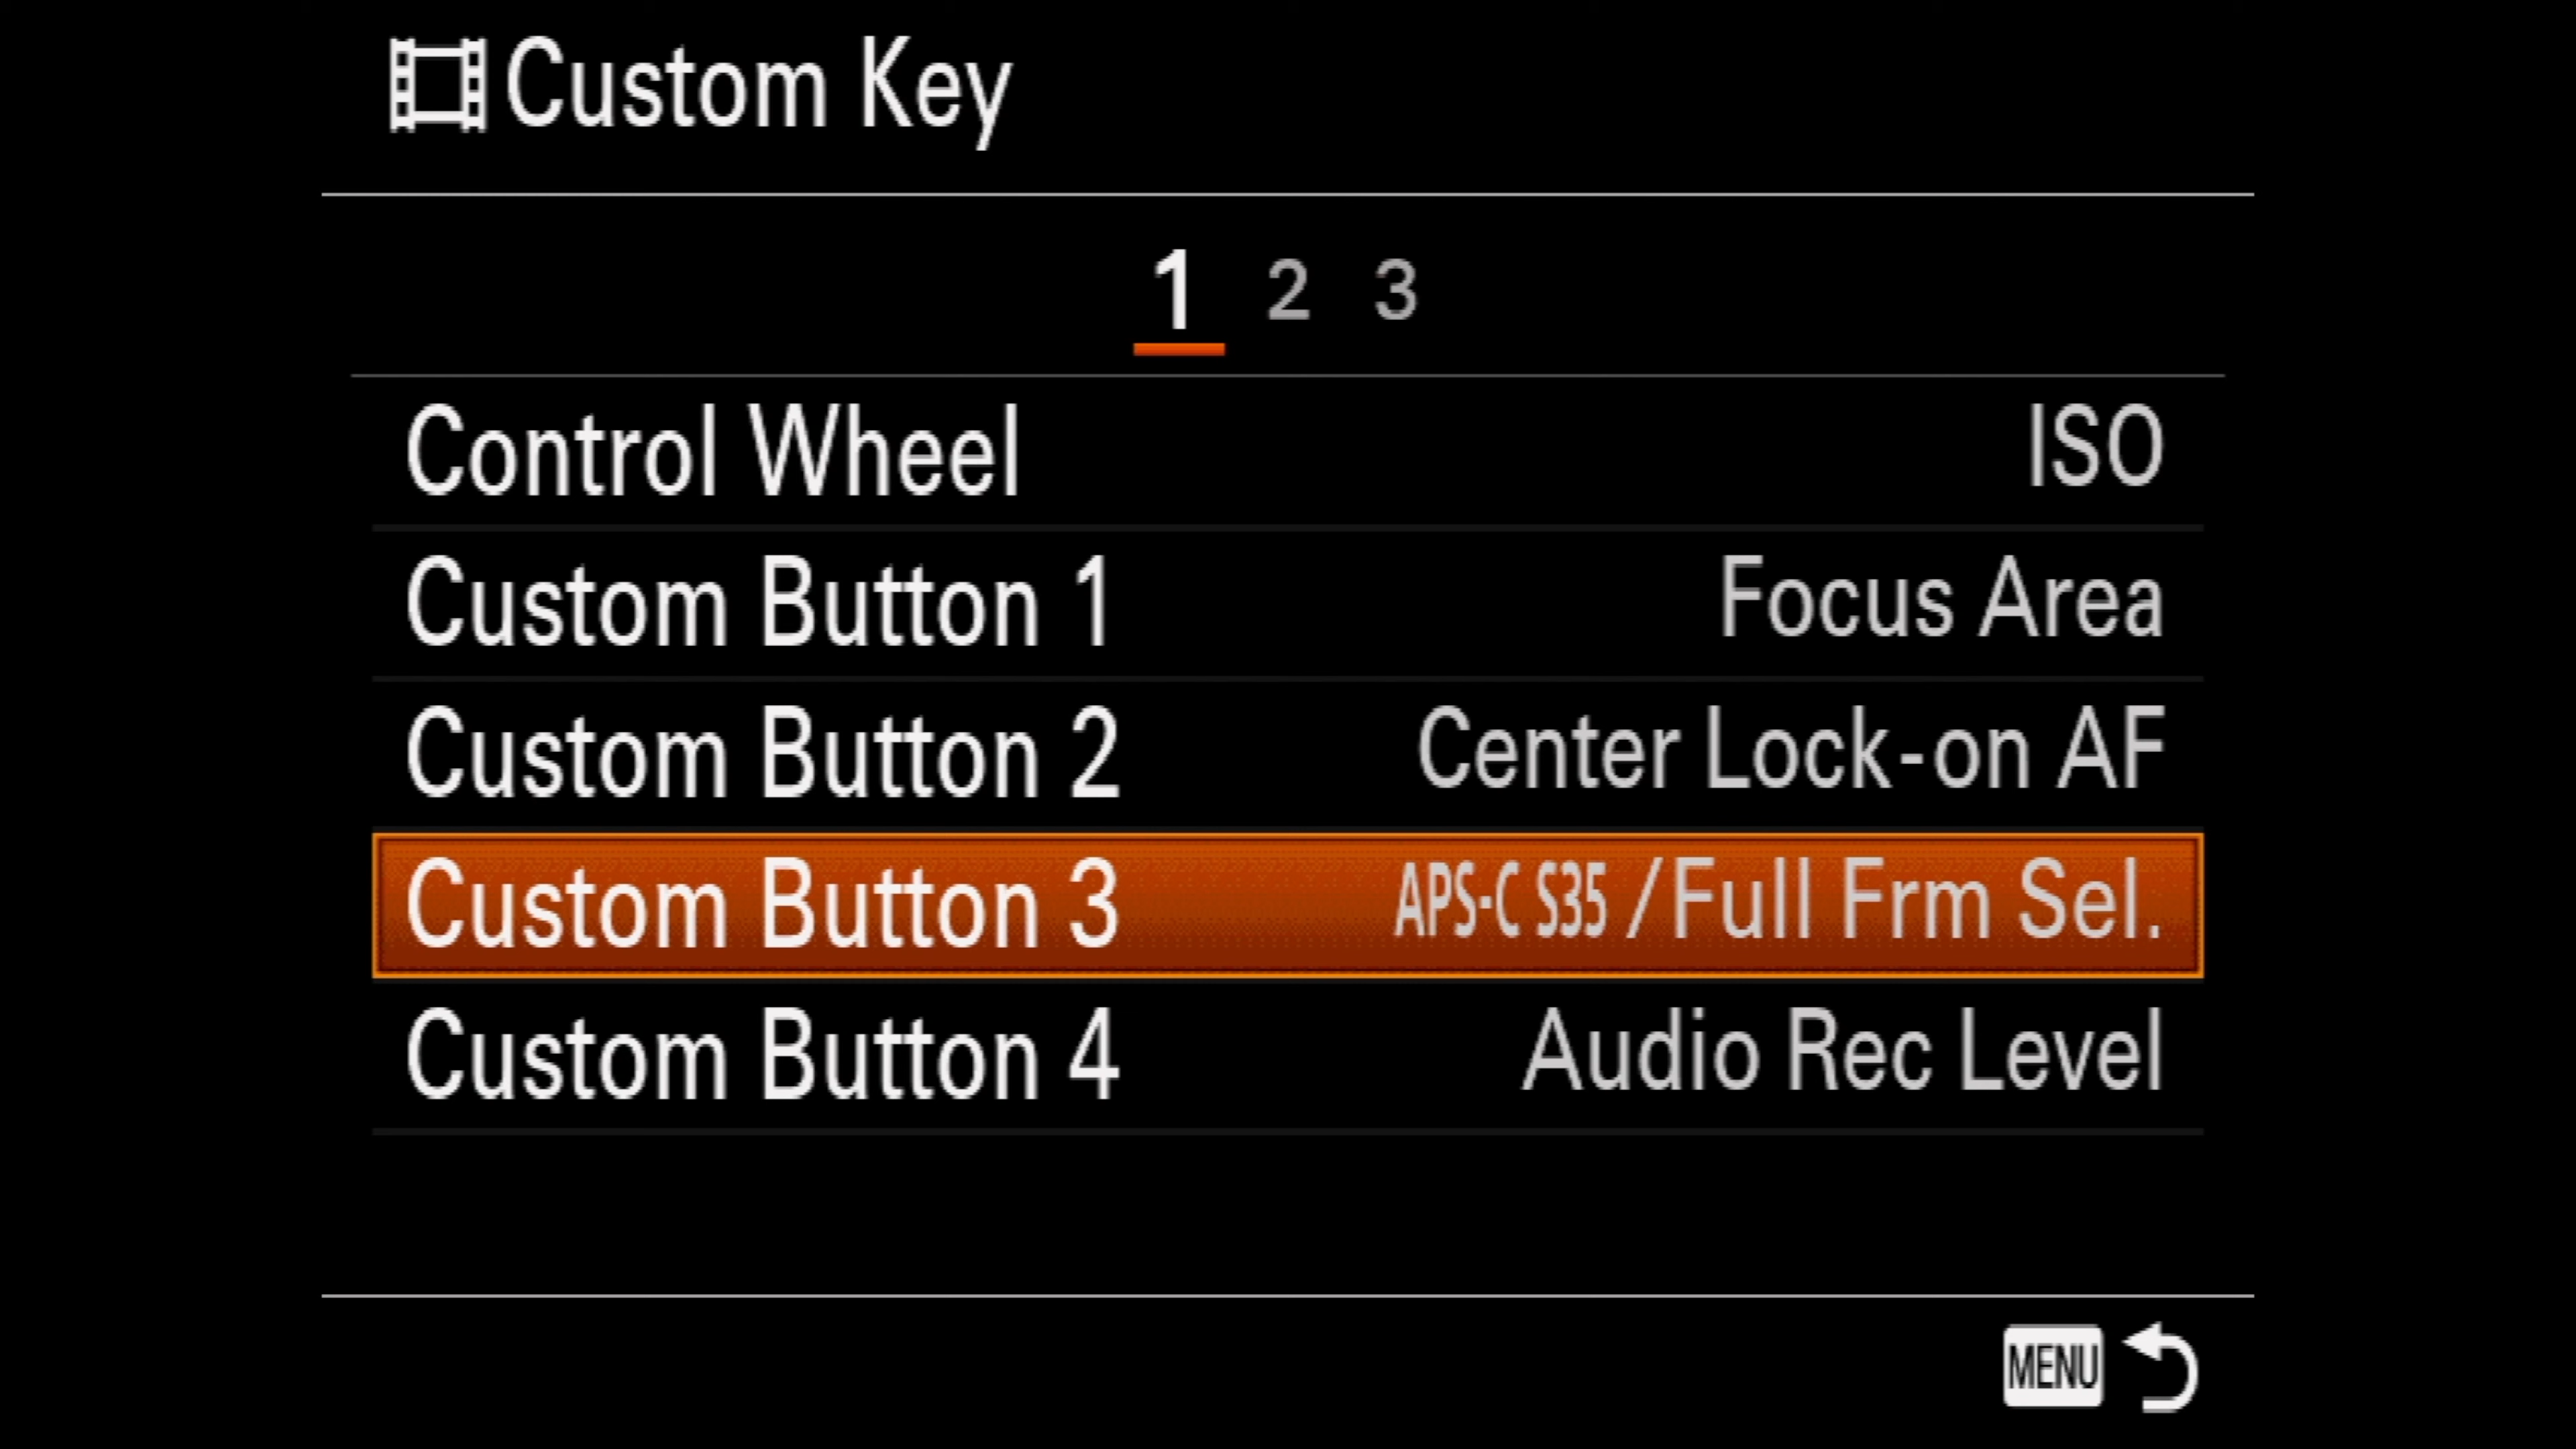 Custom Key
1 2 3
Control Wheel ISO
Custom Button 1 Focus Area
Custom Button 2 Center Lock-on AF
Custom Button 3 APS-C S35 /Full Frm Sel.
Custom Button 4 Audio Rec Level
MENU